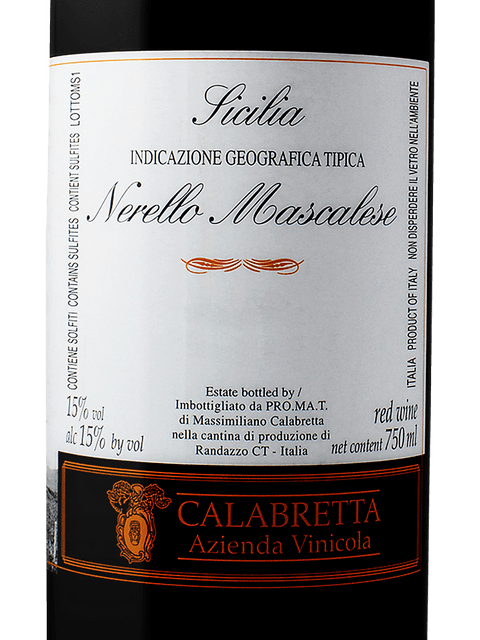 Sicilia
INDICAZIONE GEOGRAFICA TIPICA
Nerello Mascalese
CONTIENE SOLFITI CONTAINS SULFITES CONTIENT SULFITES LOTTOMS1
ITALIA PRODUCT OF ITALY NON DISPERDERE IL VETRO NELL'AMBIENTE
15% vol
alc 15% by vol
Estate bottled by /
Imbottigliato da PRO.MA.T.
di Massimiliano Calabretta
nella cantina di produzione di
Randazzo CT - Italia
red wine
net content 750 ml
CALABRETTA
Azienda Vinicola